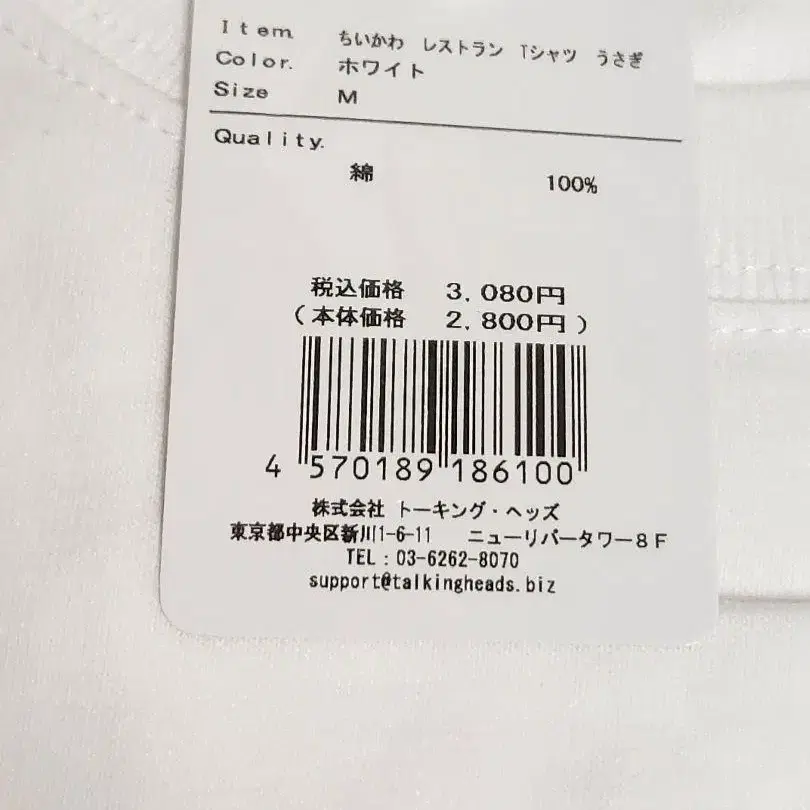 Item ちいかわ レストラン Tシャツ うさぎ
Color. ホワイト
Size M
Quality.
綿 100%
税込価格 3,080円
(本体価格 2,800円)
4 570189 186100
株式会社 トーキング・ヘッズ
東京都中央区新川1-6-11 ニューリバータワー8F
TEL:03-6262-8070
support@talkingheads.biz